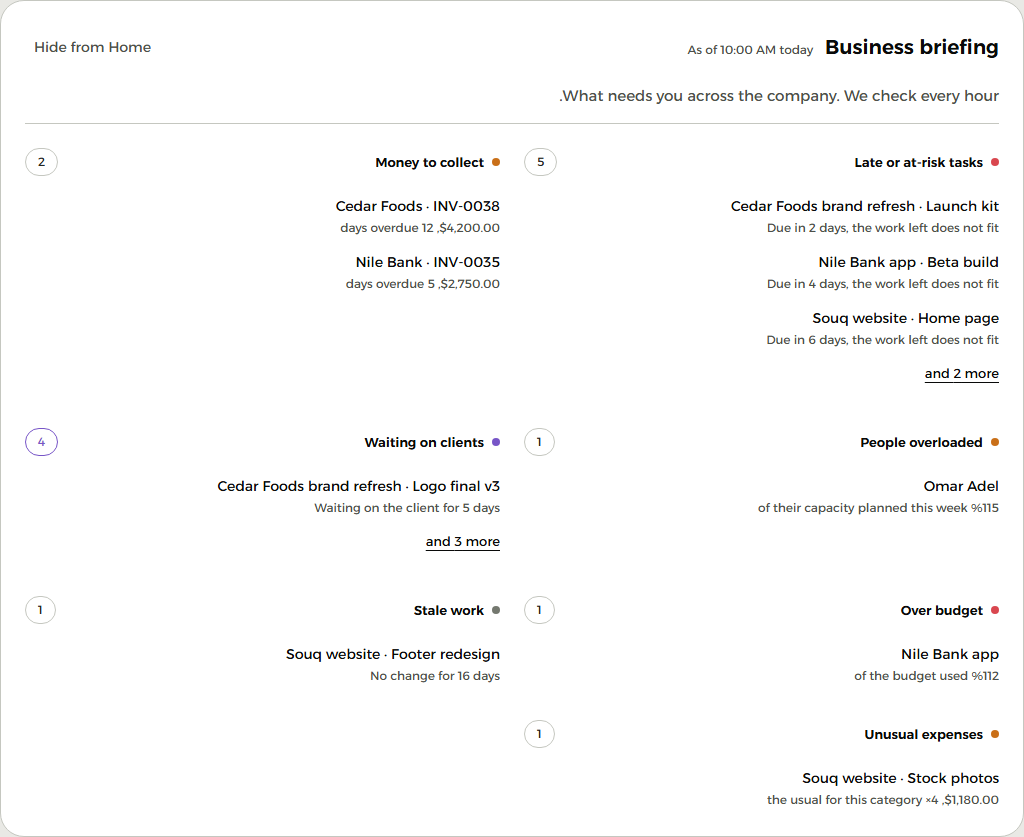 Business briefing As of 10:00 AM today
Hide from Home
.What needs you across the company. We check every hour
Late or at-risk tasks 5
Cedar Foods brand refresh · Launch kit
Due in 2 days, the work left does not fit
Nile Bank app · Beta build
Due in 4 days, the work left does not fit
Souq website · Home page
Due in 6 days, the work left does not fit
and 2 more
Money to collect 2
Cedar Foods · INV-0038
days overdue 12 ,$4,200.00
Nile Bank · INV-0035
days overdue 5 ,$2,750.00
People overloaded 1
Omar Adel
of their capacity planned this week %115
Waiting on clients 4
Cedar Foods brand refresh · Logo final v3
Waiting on the client for 5 days
and 3 more
Over budget 1
Nile Bank app
of the budget used %112
Stale work 1
Souq website · Footer redesign
No change for 16 days
Unusual expenses 1
Souq website · Stock photos
the usual for this category ×4 ,$1,180.00